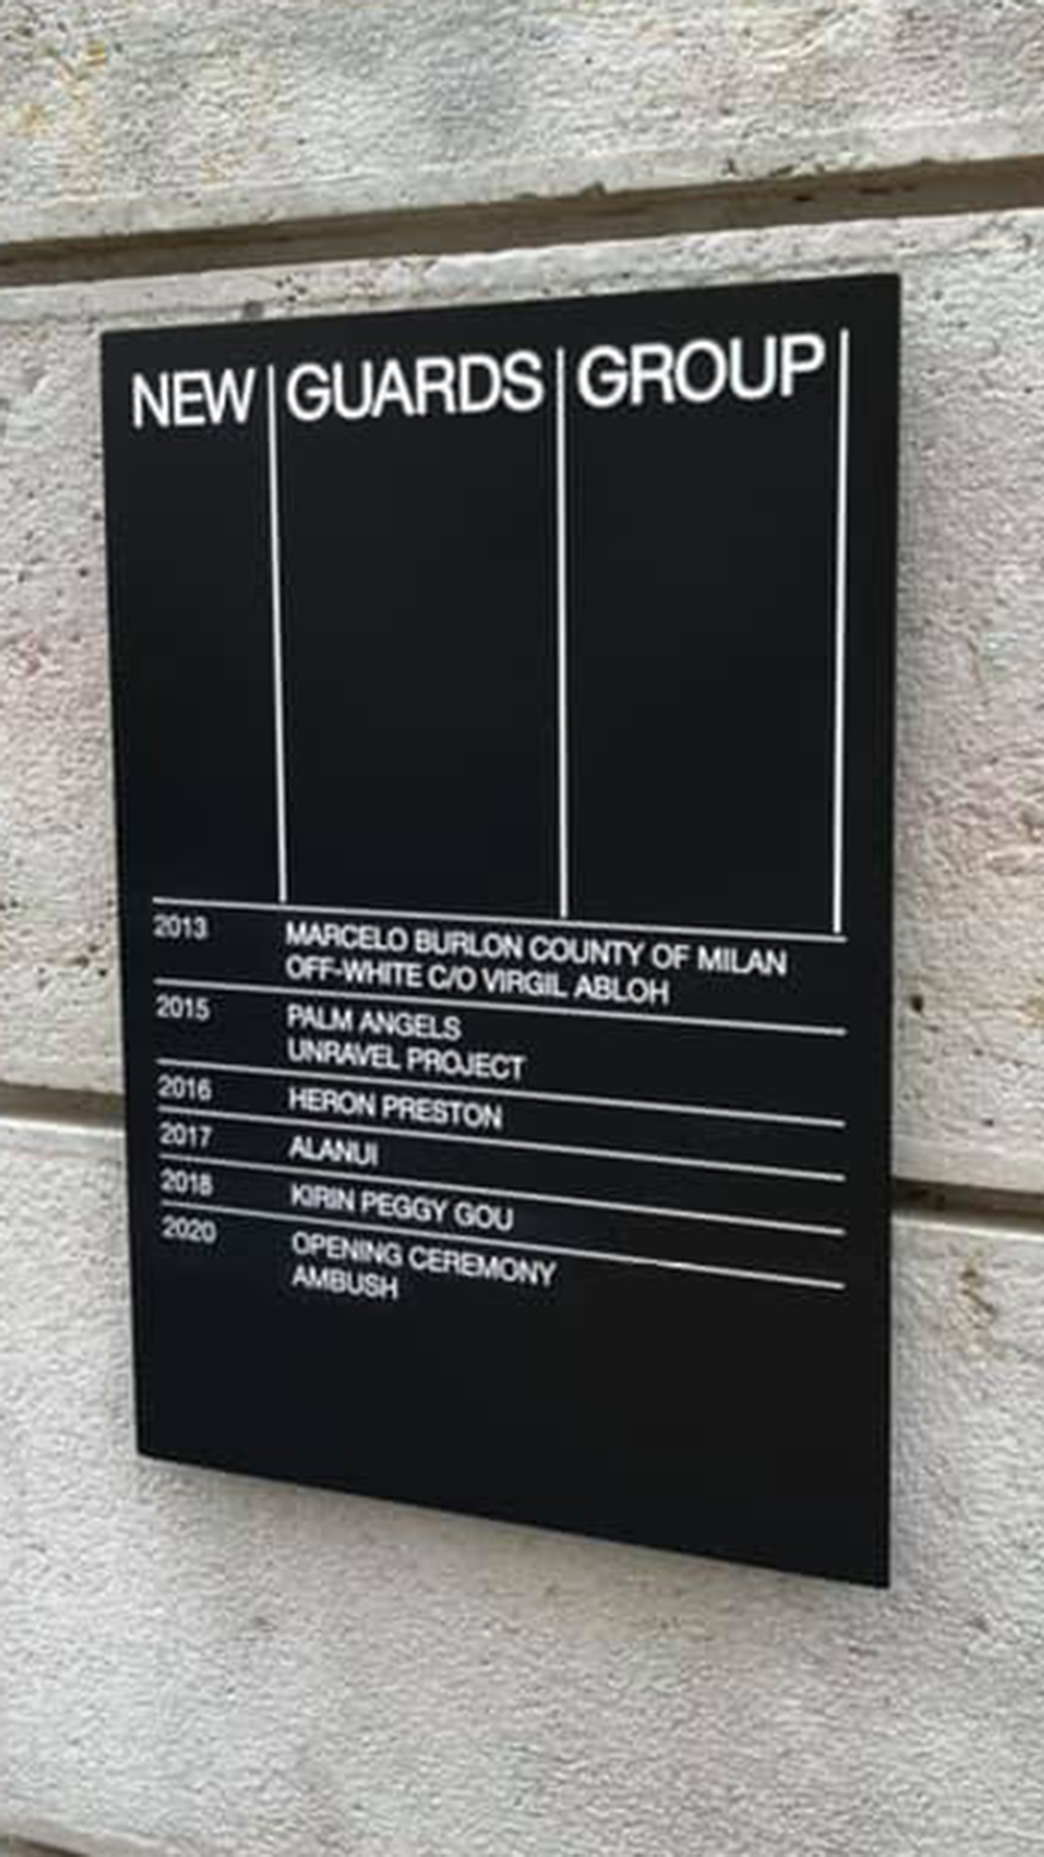 NEW GUARDS GROUP
2013 MARCELO BURLON COUNTY OF MILAN
OFF-WHITE C/O VIRGIL ABLOH
2015 PALM ANGELS
UNRAVEL PROJECT
2016 HERON PRESTON
2017 ALANUI
2018 KIRIN PEGGY GOU
2020 OPENING CEREMONY
AMBUSH